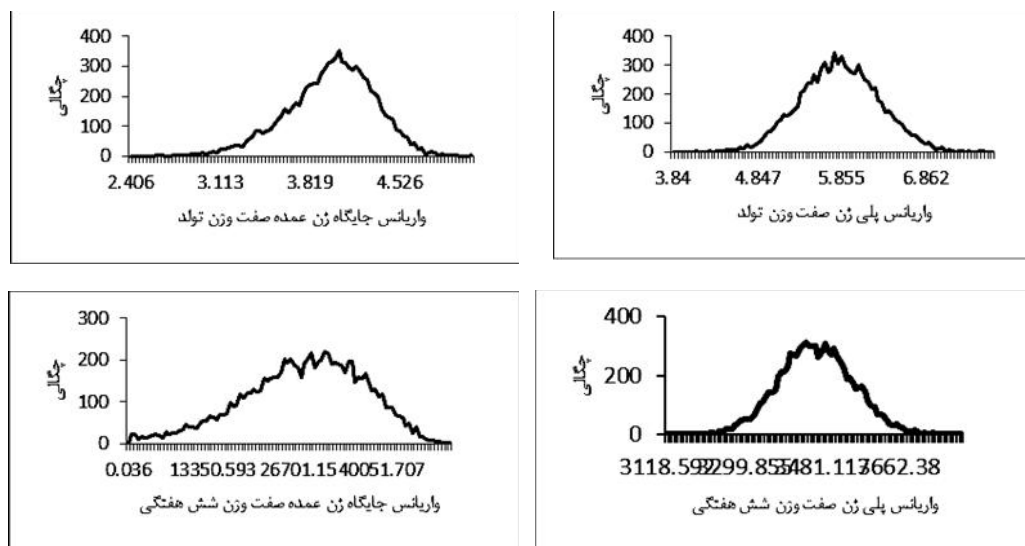 400
300
200
100
0
چگالی
2.406 3.113 3.819 4.526
واریانس جایگاه ژن عمده صفت وزن تولد
400
300
200
100
0
چگالی
3.84 4.847 5.855 6.862
واریانس پلی ژن صفت وزن تولد
300
200
100
0
چگالی
0.036 13350.593 26701.15 40051.707
واریانس جایگاه ژن عمده صفت وزن شش هفتگی
400
200
0
چگالی
3662.38
واریانس پلی ژن صفت وزن شش هفتگی